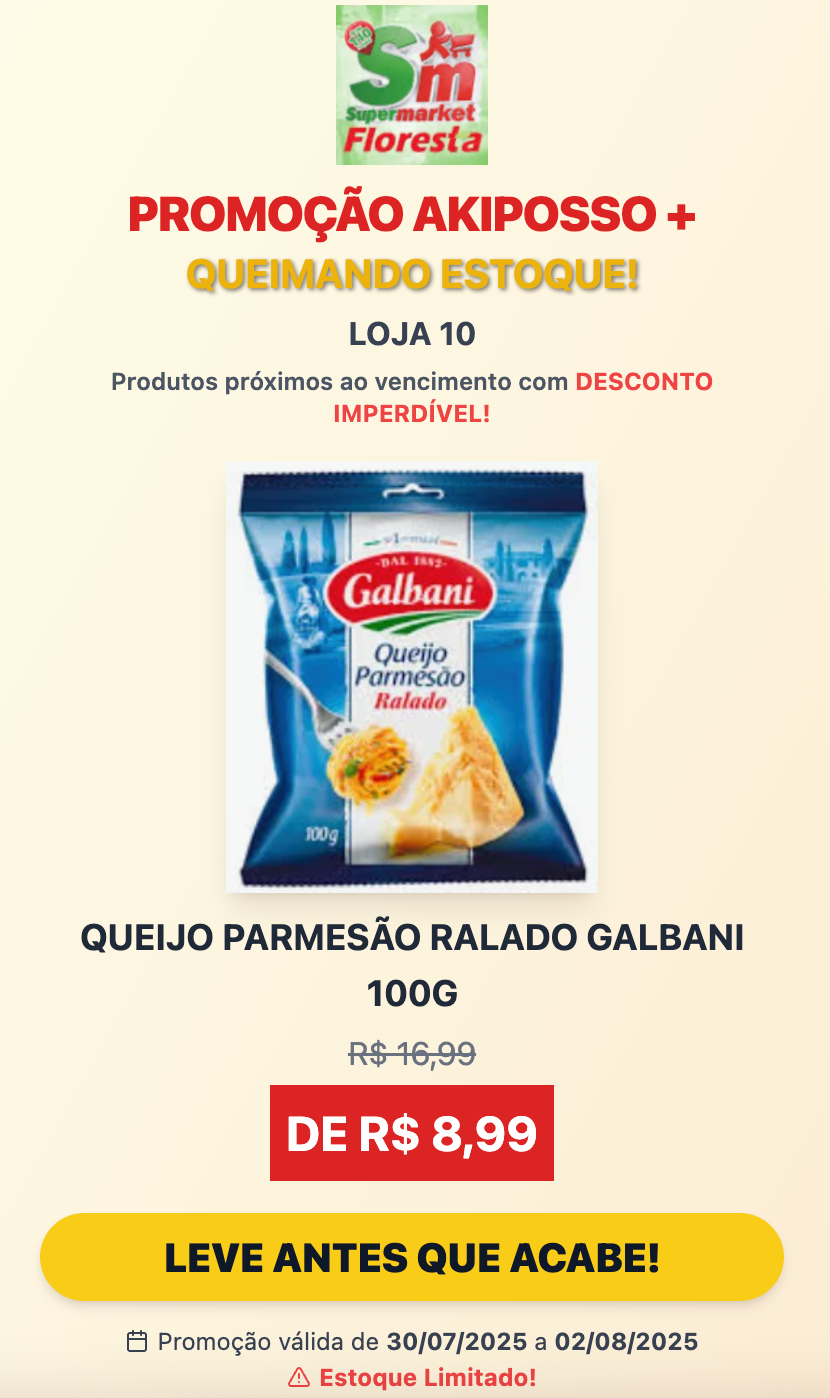 Sm
Supermarket
Floresta
PROMOÇÃO AKIPOSSO +
QUEIMANDO ESTOQUE!
LOJA 10
Produtos próximos ao vencimento com DESCONTO
IMPERDÍVEL!
DAL 1882
Galbani
Queijo
Parmesão
Ralado
100g
QUEIJO PARMESÃO RALADO GALBANI
100G
R$ 16,99
DE R$ 8,99
LEVE ANTES QUE ACABE!
Promoção válida de 30/07/2025 a 02/08/2025
Estoque Limitado!